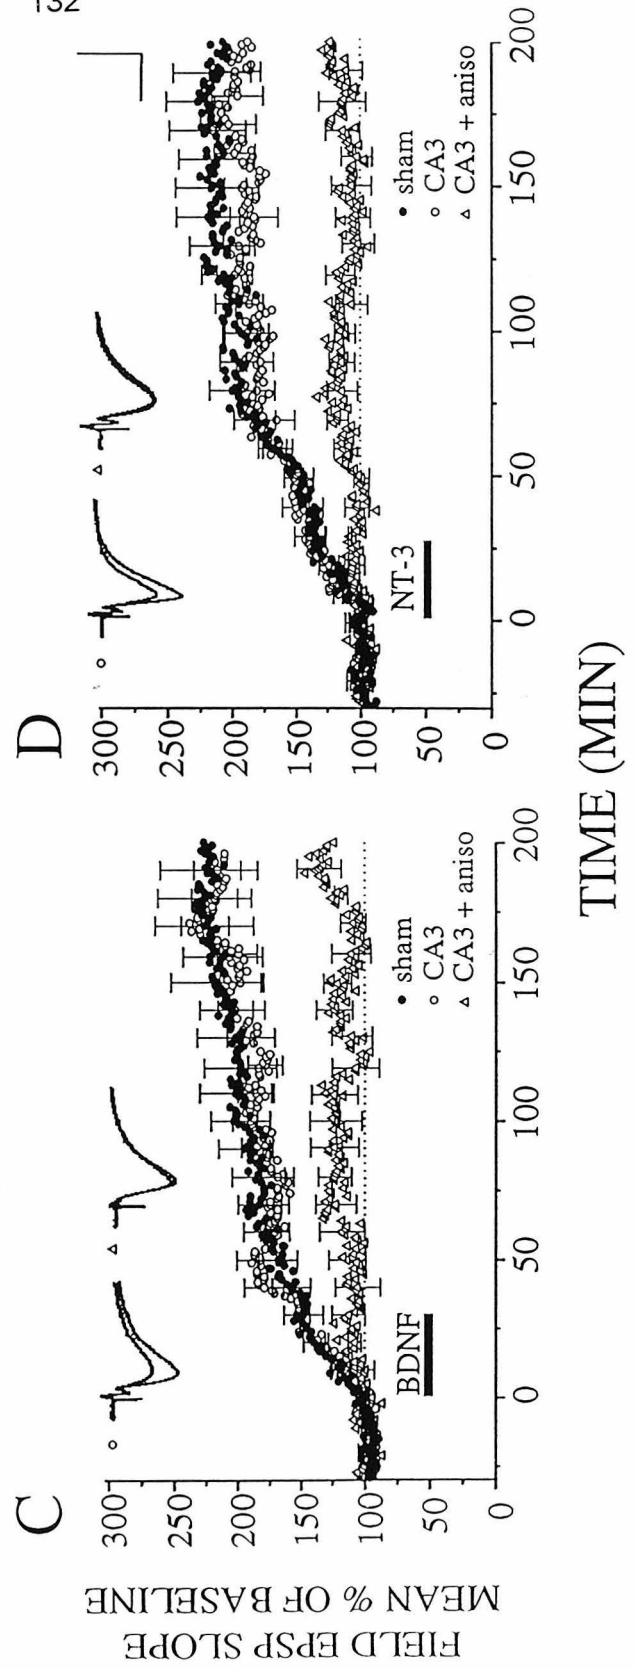 132
C
D
FIELD EPSP SLOPE
MEAN % OF BASELINE
300
250
200
150
100
50
0
BDNF
• sham
○ CA3
△ CA3 + aniso
0
50
100
150
200
○
△
300
250
200
150
100
50
0
NT-3
• sham
○ CA3
△ CA3 + aniso
0
50
100
150
200
○
△
TIME (MIN)